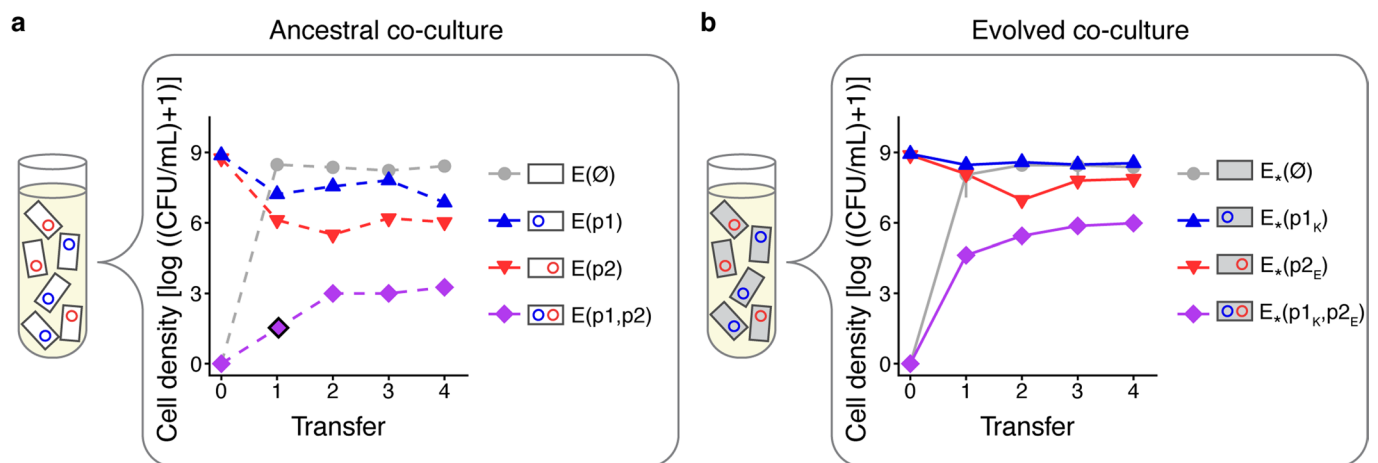 a
Ancestral co-culture
Cell density [log ((CFU/mL)+1)]
9
6
3
0
0 1 2 3 4
Transfer
E(Ø)
E(p1)
E(p2)
E(p1,p2)
b
Evolved co-culture
Cell density [log ((CFU/mL)+1)]
9
6
3
0
0 1 2 3 4
Transfer
E*(Ø)
E*(p1K)
E*(p2E)
E*(p1K,p2E)